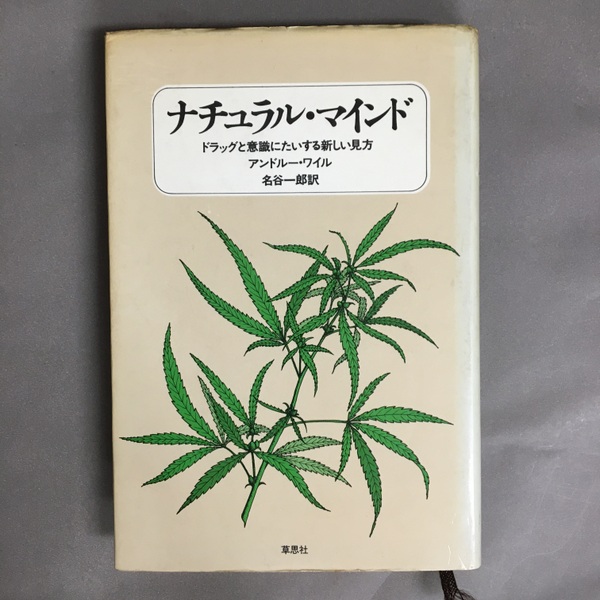 ナチュラル・マインド
ドラッグと意識にたいする新しい見方
アンドルー・ワイル
名谷一郎訳
草思社